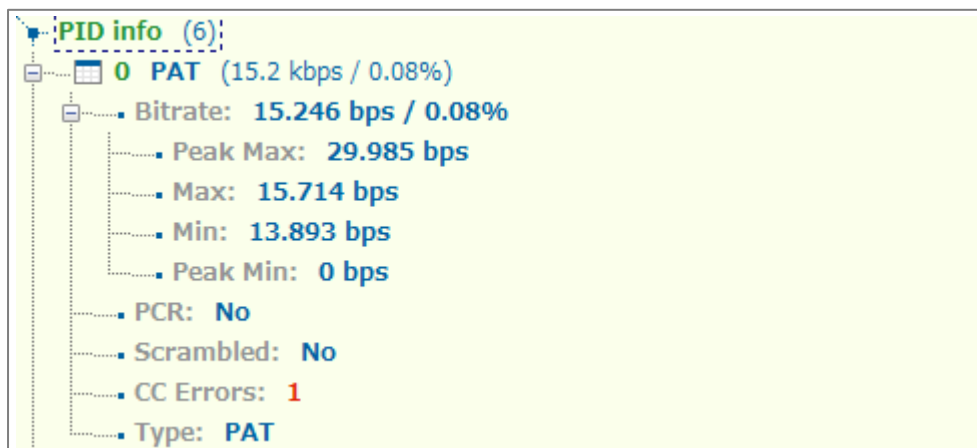 PID info (6)
0 PAT (15.2 kbps / 0.08%)
Bitrate: 15.246 bps / 0.08%
Peak Max: 29.985 bps
Max: 15.714 bps
Min: 13.893 bps
Peak Min: 0 bps
PCR: No
Scrambled: No
CC Errors: 1
Type: PAT